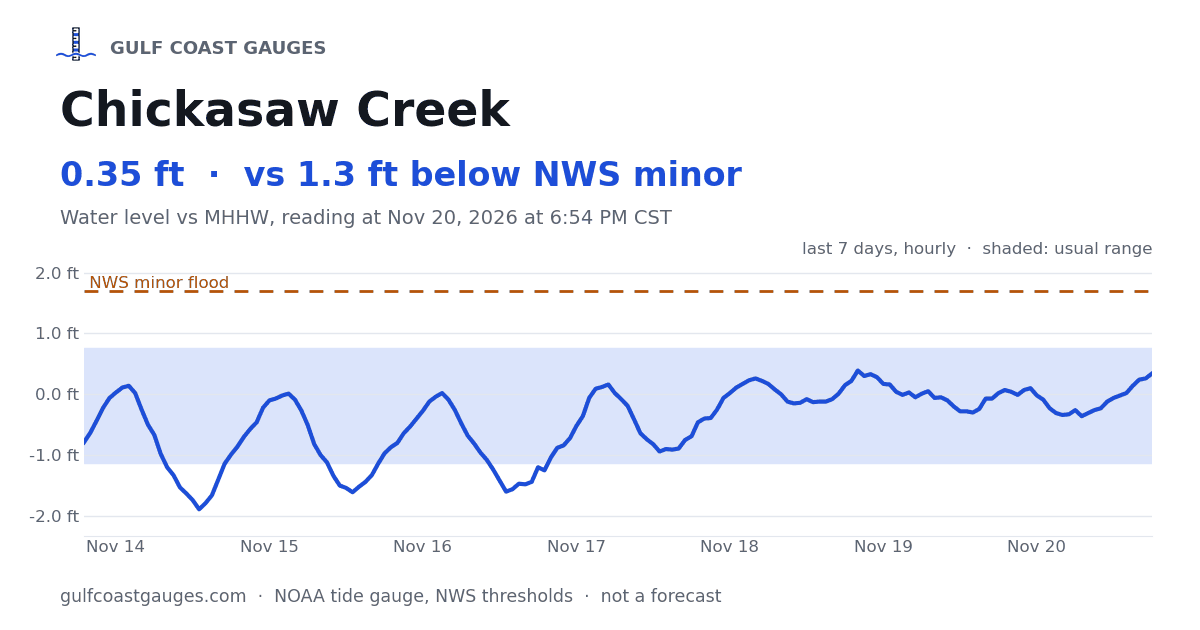 GULF COAST GAUGES
Chickasaw Creek
0.35 ft · vs 1.3 ft below NWS minor
Water level vs MHHW, reading at Nov 20, 2026 at 6:54 PM CST
last 7 days, hourly · shaded: usual range
2.0 ft
NWS minor flood
1.0 ft
0.0 ft
-1.0 ft
-2.0 ft
Nov 14 Nov 15 Nov 16 Nov 17 Nov 18 Nov 19 Nov 20
gulfcoastgauges.com · NOAA tide gauge, NWS thresholds · not a forecast